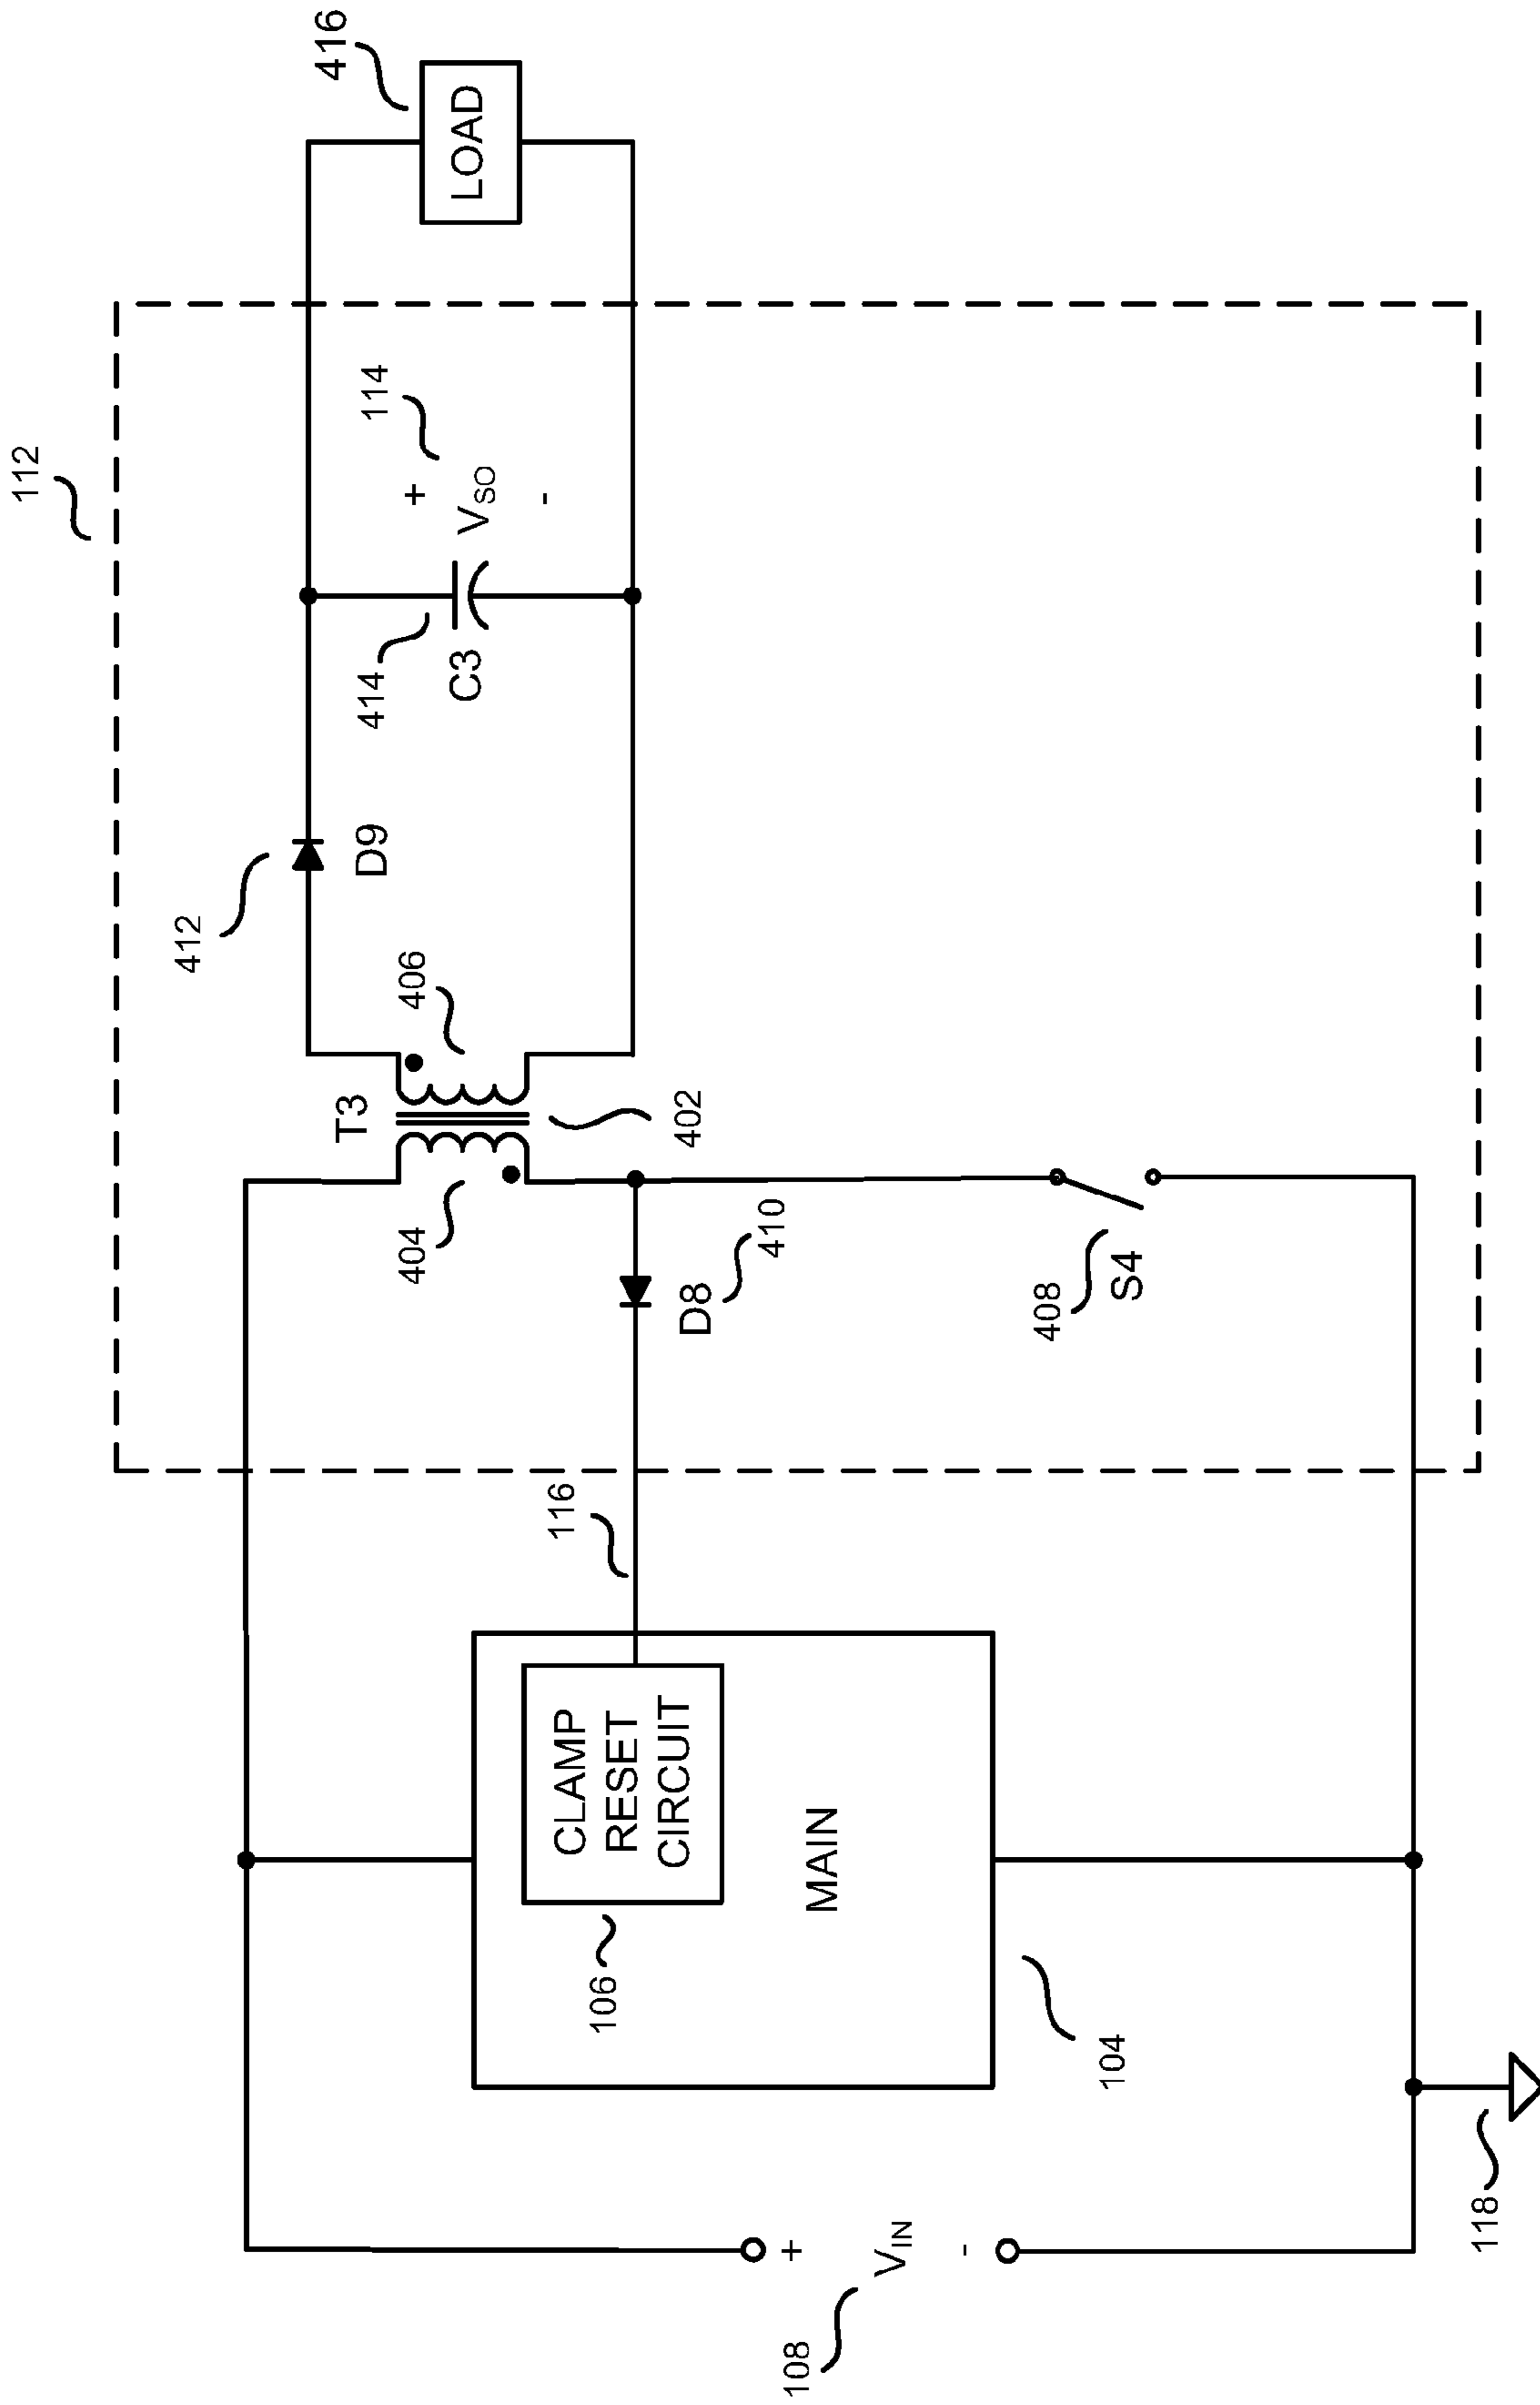 112
416
LOAD
114
+
VSO
-
414
C3
412
D9
406
T3
402
404
D8
410
408
S4
116
CLAMP
RESET
CIRCUIT
MAIN
106
104
+
VIN
-
108
118